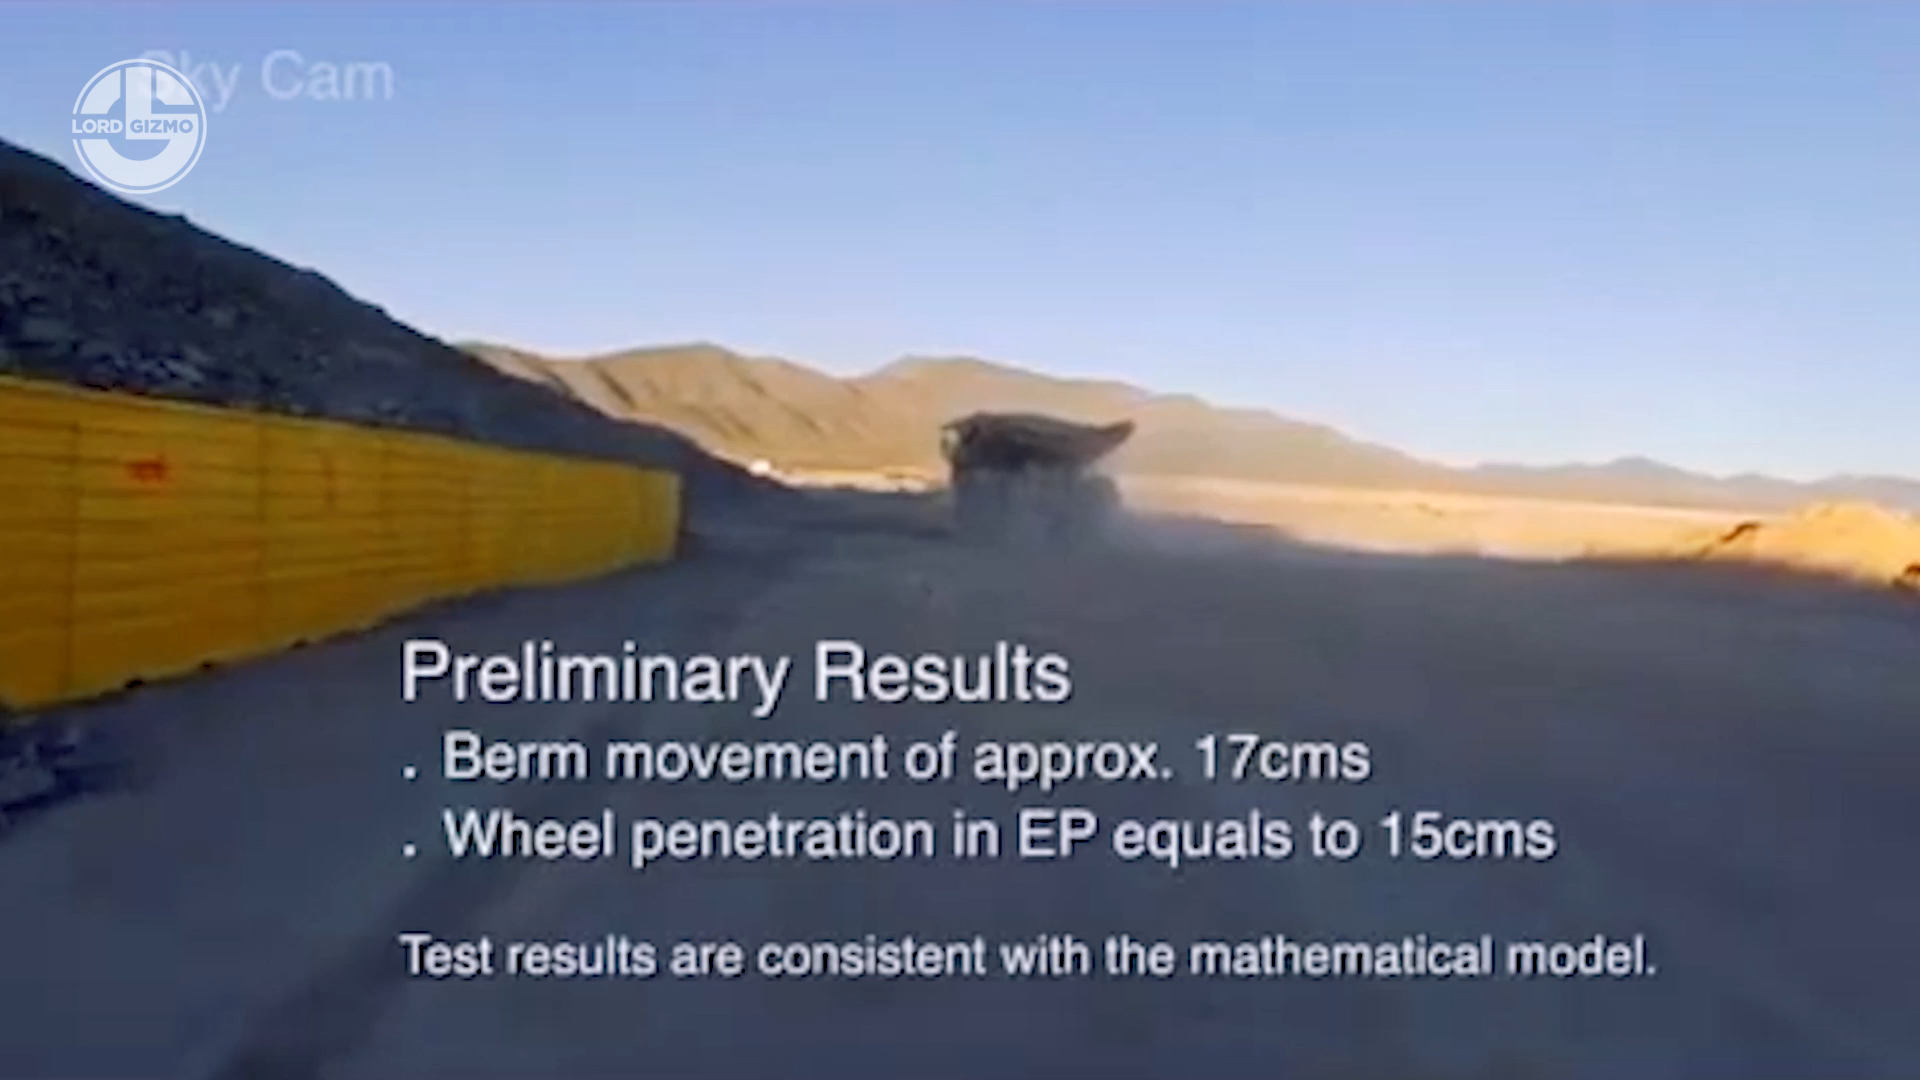 Sky Cam
LORD GIZMO
Preliminary Results
. Berm movement of approx. 17cms
. Wheel penetration in EP equals to 15cms
Test results are consistent with the mathematical model.